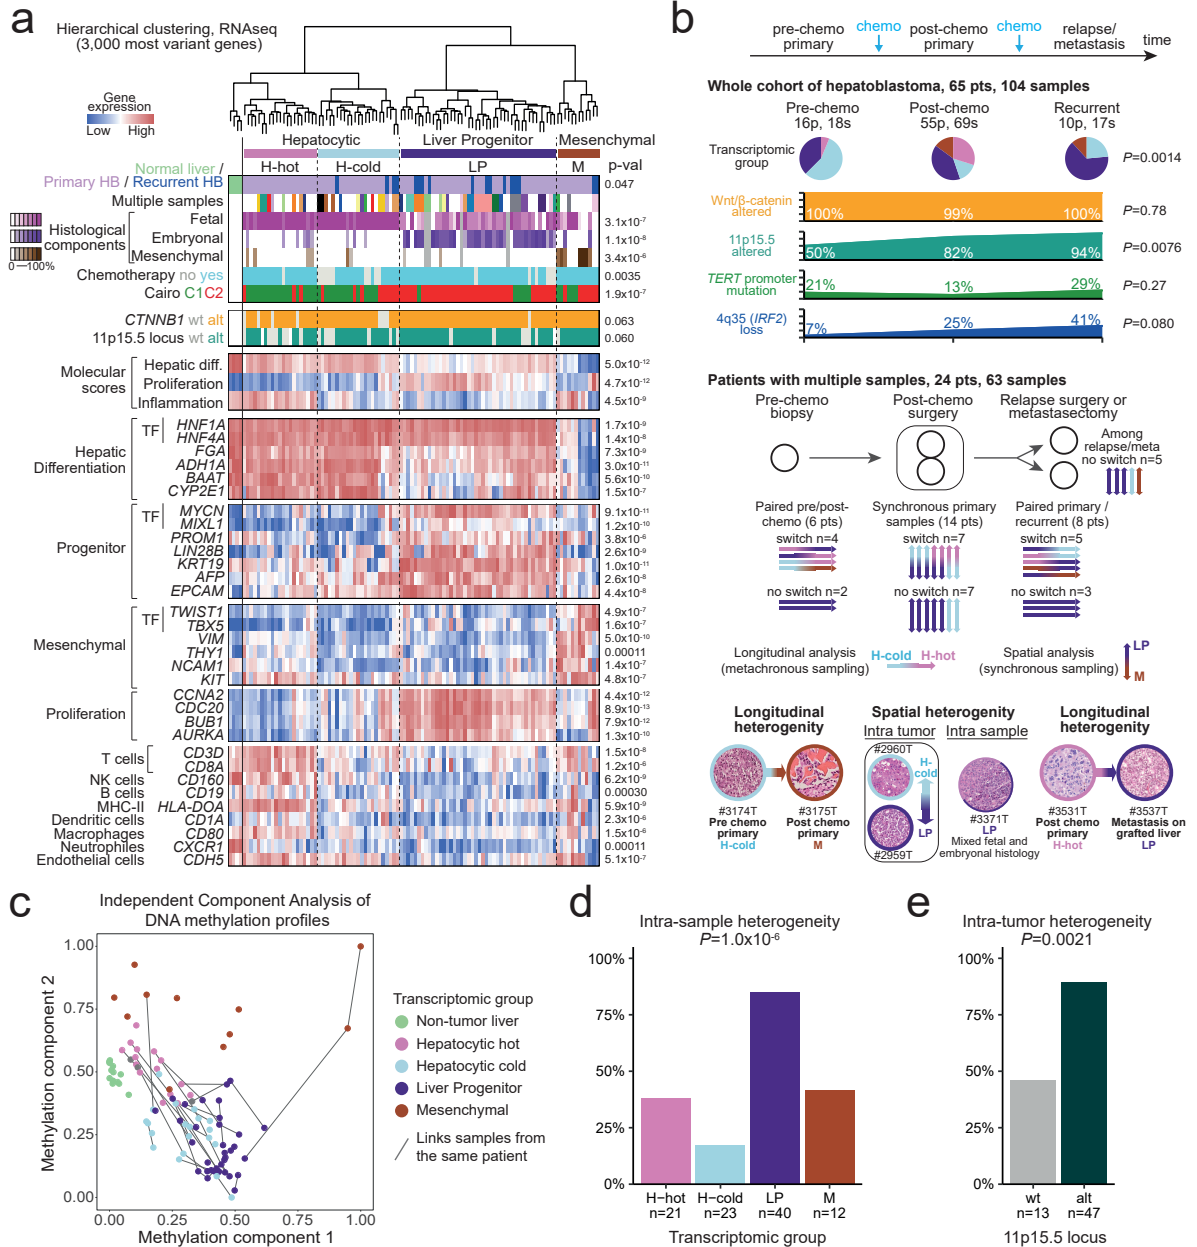 a
Hierarchical clustering, RNAseq
(3,000 most variant genes)
Gene
expression
Low High
Hepatocytic
Liver Progenitor
Mesenchymal
H-hot
H-cold
LP
M
p-val
Normal liver /
Primary HB / Recurrent HB
0.047
Multiple samples
Histological
components
0 —100%
Fetal
3.1x10-7
Embryonal
1.1x10-8
Mesenchymal
3.4x10-6
Chemotherapy no yes
0.0035
Cairo C1C2
1.9x10-7
CTNNB1 wt alt
0.063
11p15.5 locus wt alt
0.060
Molecular
scores
Hepatic diff.
5.0x10-12
Proliferation
4.7x10-12
Inflammation
4.5x10-9
Hepatic
Differentiation
TF
HNF1A
1.7x10-9
HNF4A
1.4x10-8
FGA
7.3x10-9
ADH1A
3.0x10-11
BAAT
5.6x10-10
CYP2E1
1.5x10-7
Progenitor
TF
MYCN
9.1x10-11
MIXL1
1.2x10-10
PROM1
3.8x10-6
LIN28B
2.6x10-9
KRT19
1.0x10-11
AFP
2.6x10-8
EPCAM
4.4x10-8
Mesenchymal
TF
TWIST1
4.9x10-7
TBX5
1.6x10-7
VIM
5.0x10-10
THY1
0.00011
NCAM1
1.4x10-7
KIT
4.8x10-7
Proliferation
CCNA2
4.4x10-12
CDC20
8.9x10-13
BUB1
7.9x10-12
AURKA
1.3x10-10
T cells
CD3D
1.5x10-8
CD8A
1.2x10-6
NK cells CD160
6.2x10-9
B cells CD19
0.00030
MHC-II HLA-DOA
5.9x10-9
Dendritic cells CD1A
2.3x10-6
Macrophages CD80
1.5x10-6
Neutrophiles CXCR1
0.00011
Endothelial cells CDH5
5.1x10-7
b
pre-chemo
primary
chemo
post-chemo
primary
chemo
relapse/
metastasis
time
Whole cohort of hepatoblastoma, 65 pts, 104 samples
Pre-chemo
16p, 18s
Post-chemo
55p, 69s
Recurrent
10p, 17s
Transcriptomic
group
P=0.0014
Wnt/β-catenin
altered
100% 99% 100%
P=0.78
11p15.5
altered
50% 82% 94%
P=0.0076
TERT promoter
mutation
21% 13% 29%
P=0.27
4q35 (IRF2)
loss
7% 25% 41%
P=0.080
Patients with multiple samples, 24 pts, 63 samples
Pre-chemo
biopsy
Post-chemo
surgery
Relapse surgery or
metastasectomy
Among
relapse/meta
no switch n=5
Paired pre/post-
chemo (6 pts)
switch n=4
no switch n=2
Synchronous primary
samples (14 pts)
switch n=7
no switch n=7
Paired primary /
recurrent (8 pts)
switch n=5
no switch n=3
Longitudinal analysis
(metachronous sampling)
H-cold H-hot
Spatial analysis
(synchronous sampling)
LP
M
Longitudinal
heterogenity
#3174T
Pre chemo
primary
H-cold
#3175T
Post chemo
primary
M
Spatial heterogenity
Intra tumor
#2960T
H-
cold
LP
#2959T
Intra sample
#3371T
LP
Mixed fetal and
embryonal histology
Longitudinal
heterogenity
#3531T
Post chemo
primary
H-hot
#3537T
Metastasis on
grafted liver
LP
c
Independent Component Analysis of
DNA methylation profiles
Methylation component 2
1.00
0.75
0.50
0.25
0.00
0.00 0.25 0.50 0.75 1.00
Methylation component 1
Transcriptomic group
Non-tumor liver
Hepatocytic hot
Hepatocytic cold
Liver Progenitor
Mesenchymal
Links samples from
the same patient
d
Intra-sample heterogeneity
P=1.0x10-6
100%
75%
50%
25%
0%
H-hot
n=21
H-cold
n=23
LP
n=40
M
n=12
Transcriptomic group
e
Intra-tumor heterogeneity
P=0.0021
100%
75%
50%
25%
0%
wt
n=13
alt
n=47
11p15.5 locus